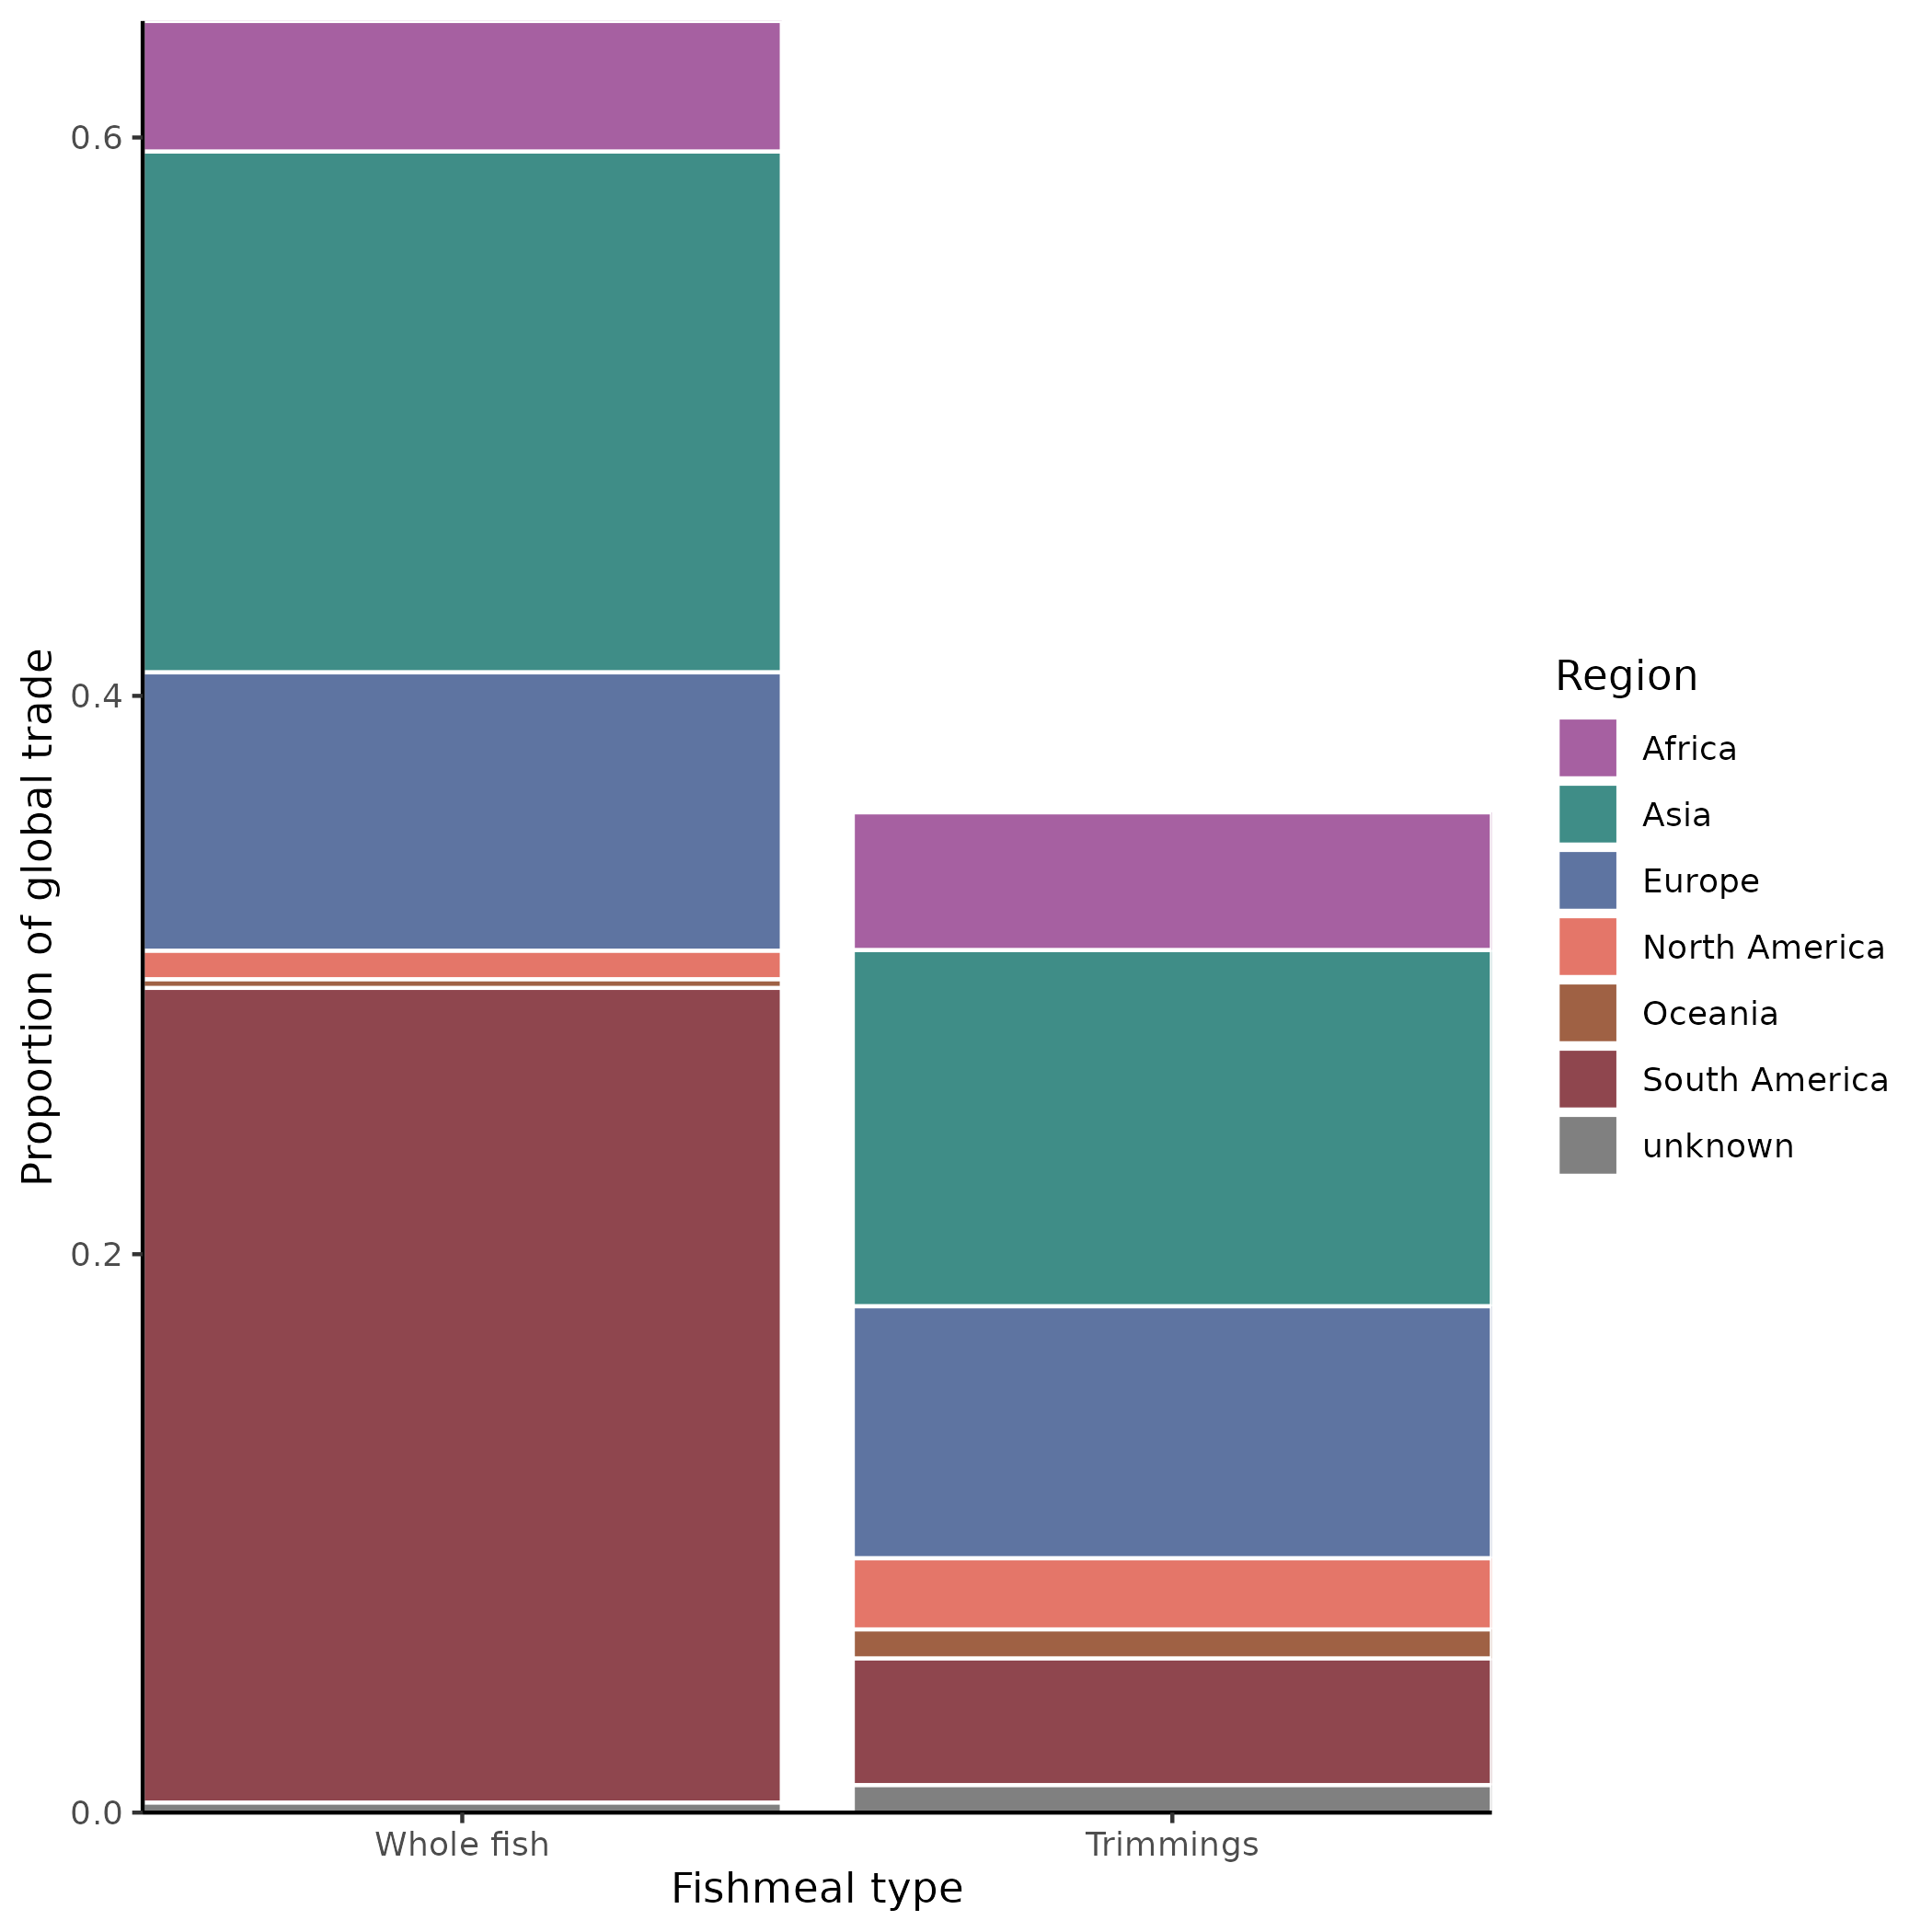 Proportion of global trade
0.6
0.4
0.2
0.0
Whole fish
Trimmings
Fishmeal type
Region
Africa
Asia
Europe
North America
Oceania
South America
unknown